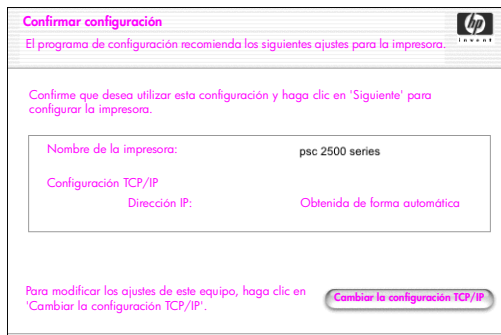 Confirmar configuración
El programa de configuración recomienda los siguientes ajustes para la impresora.
hp
invent
Confirme que desea utilizar esta configuración y haga clic en 'Siguiente' para
configurar la impresora.
Nombre de la impresora: psc 2500 series
Configuración TCP/IP
Dirección IP: Obtenida de forma automática
Para modificar los ajustes de este equipo, haga clic en
'Cambiar la configuración TCP/IP'.
Cambiar la configuración TCP/IP